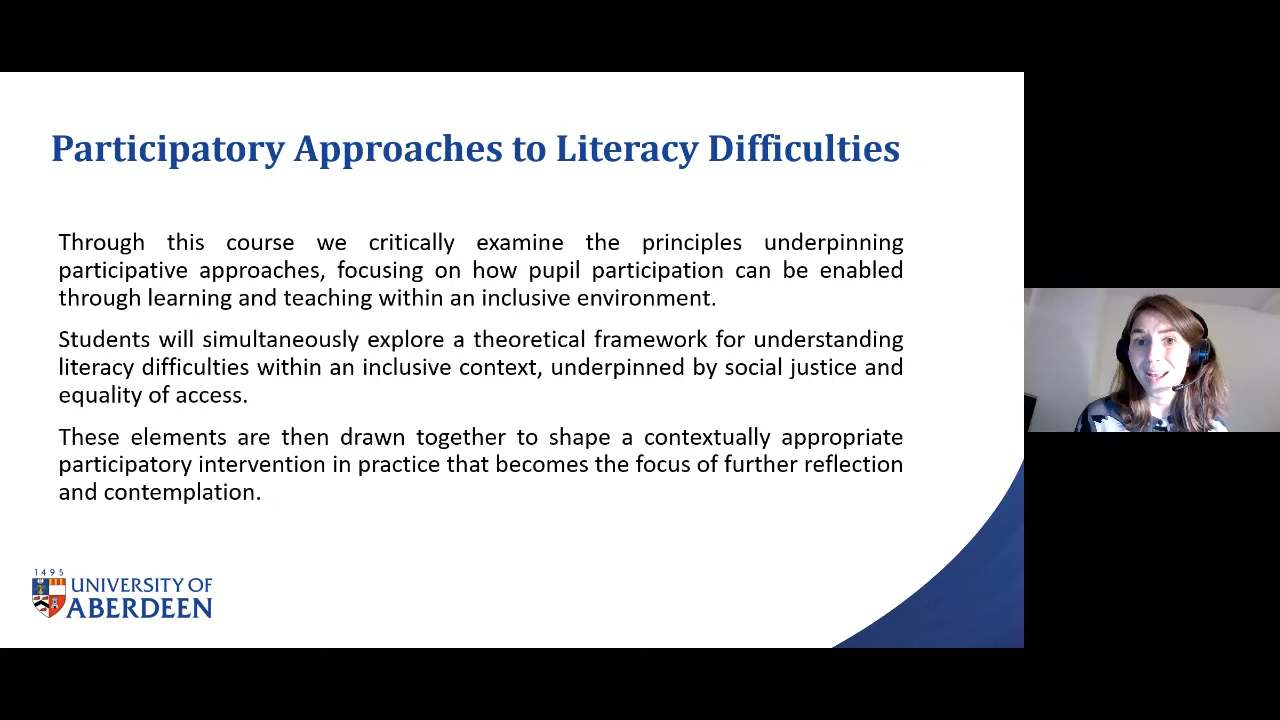 Participatory Approaches to Literacy Difficulties
Through this course we critically examine the principles underpinning
participative approaches, focusing on how pupil participation can be enabled
through learning and teaching within an inclusive environment.
Students will simultaneously explore a theoretical framework for understanding
literacy difficulties within an inclusive context, underpinned by social justice and
equality of access.
These elements are then drawn together to shape a contextually appropriate
participatory intervention in practice that becomes the focus of further reflection
and contemplation.
1495
UNIVERSITY OF
ABERDEEN